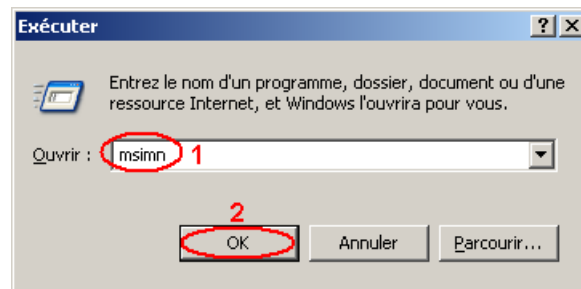 Exécuter
Entrez le nom d'un programme, dossier, document ou d'une
ressource Internet, et Windows l'ouvrira pour vous.
Ouvrir : msimn 1
2
OK Annuler Parcourir...